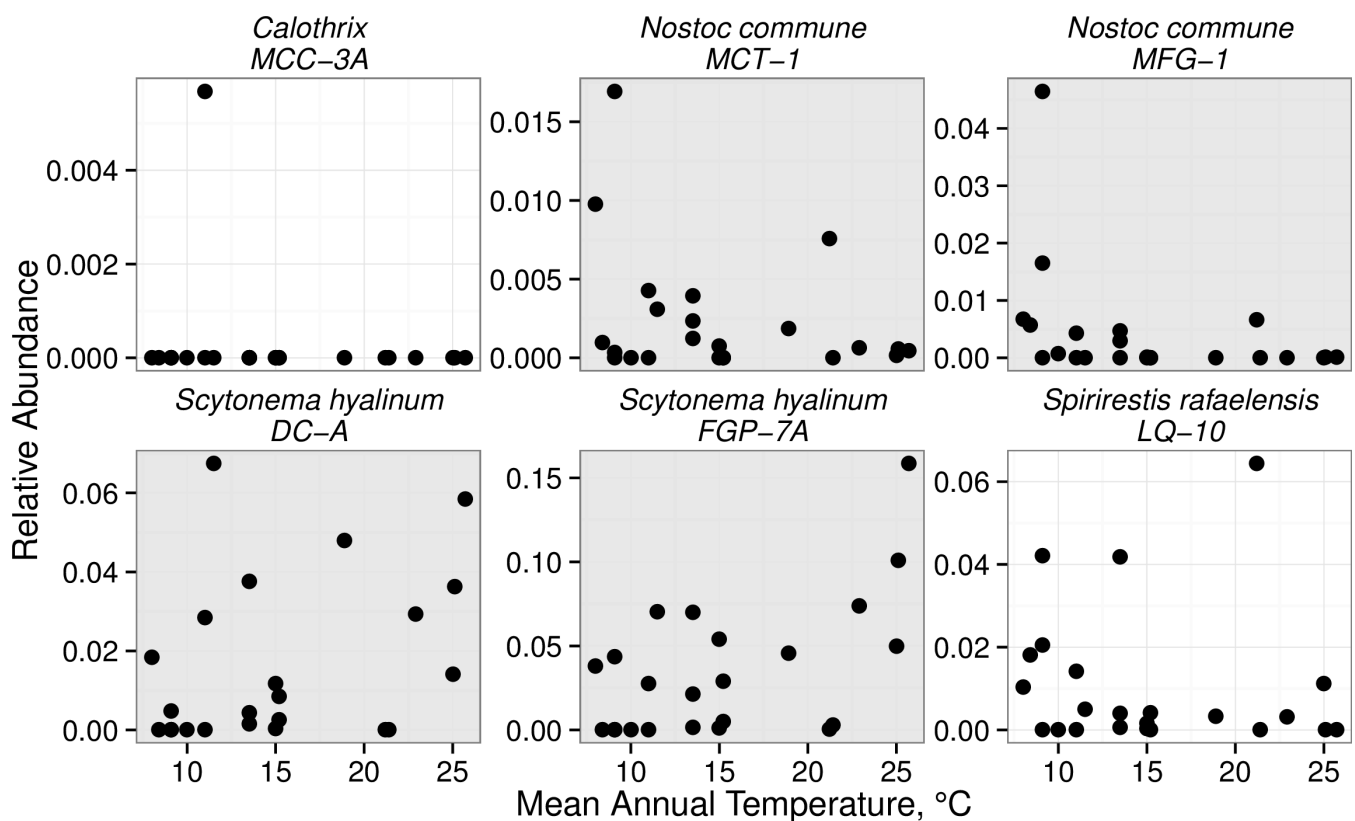 Calothrix
MCC−3A
Nostoc commune
MCT−1
Nostoc commune
MFG−1
0.004
0.002
0.000
0.015
0.010
0.005
0.000
0.04
0.03
0.02
0.01
0.00
Relative Abundance
Scytonema hyalinum
DC−A
Scytonema hyalinum
FGP−7A
Spirirestis rafaelensis
LQ−10
0.06
0.04
0.02
0.00
0.15
0.10
0.05
0.00
0.06
0.04
0.02
0.00
10 15 20 25
10 15 20 25
10 15 20 25
Mean Annual Temperature, °C